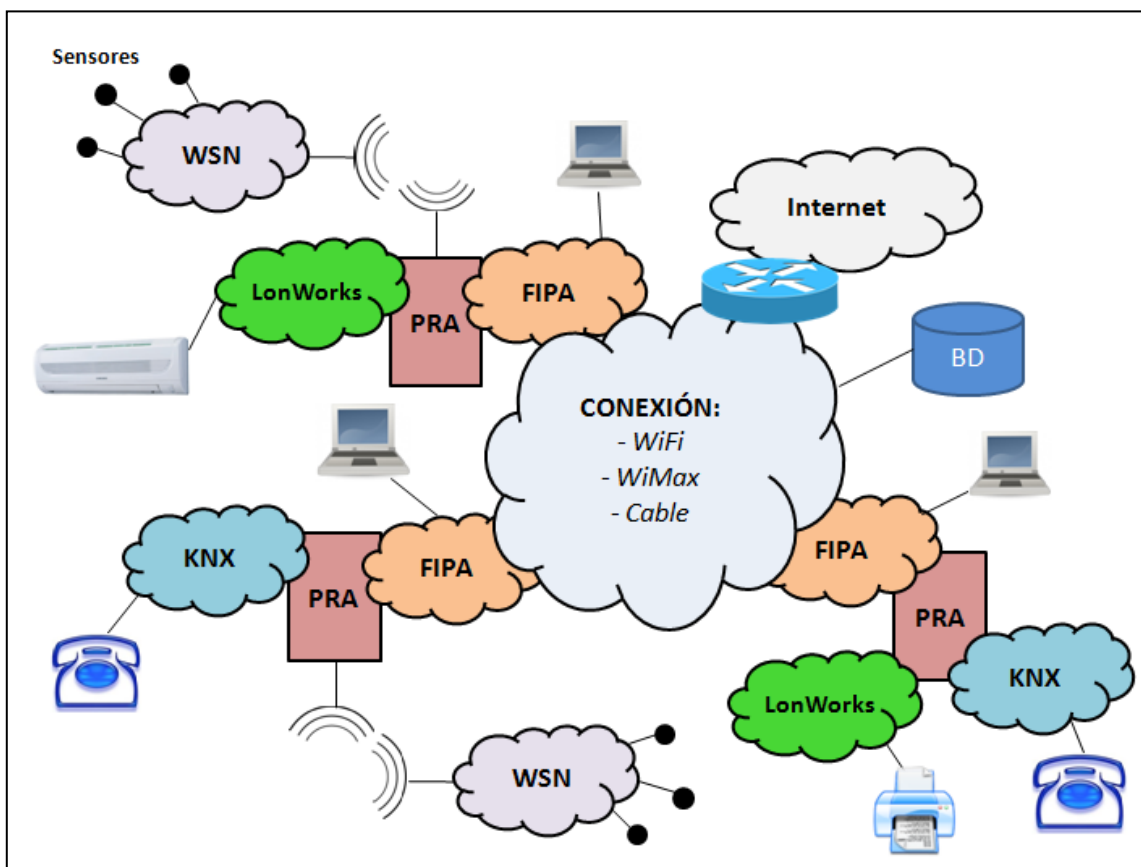 Sensores
WSN
Internet
LonWorks
PRA
FIPA
BD
CONEXIÓN:
- WiFi
- WiMax
- Cable
KNX
PRA
FIPA
FIPA
PRA
KNX
LonWorks
WSN